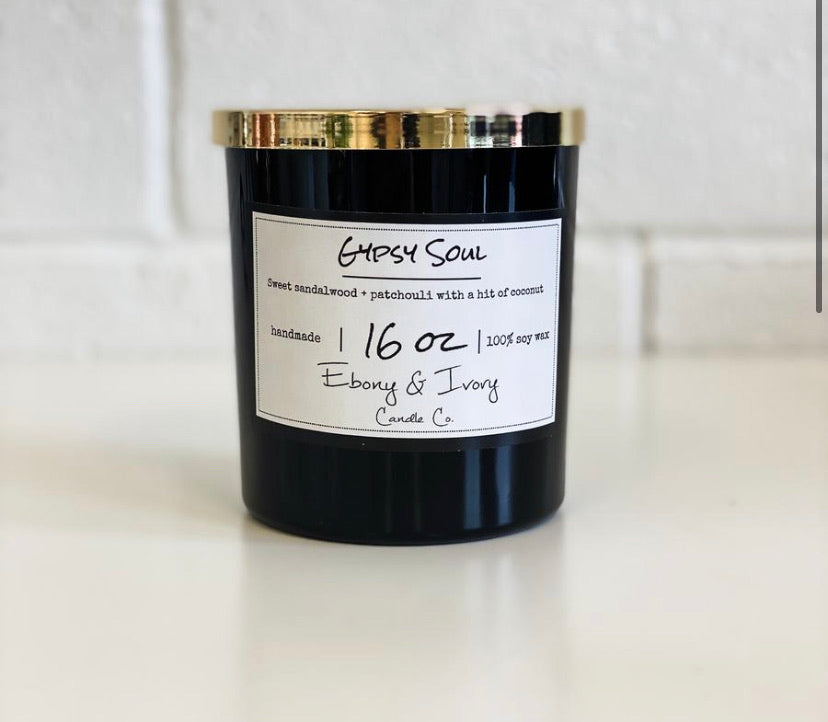 Gypsy Soul
Sweet sandalwood + patchouli with a hit of coconut
handmade | 16 oz | 100% soy wax
Ebony & Ivory
Candle Co.